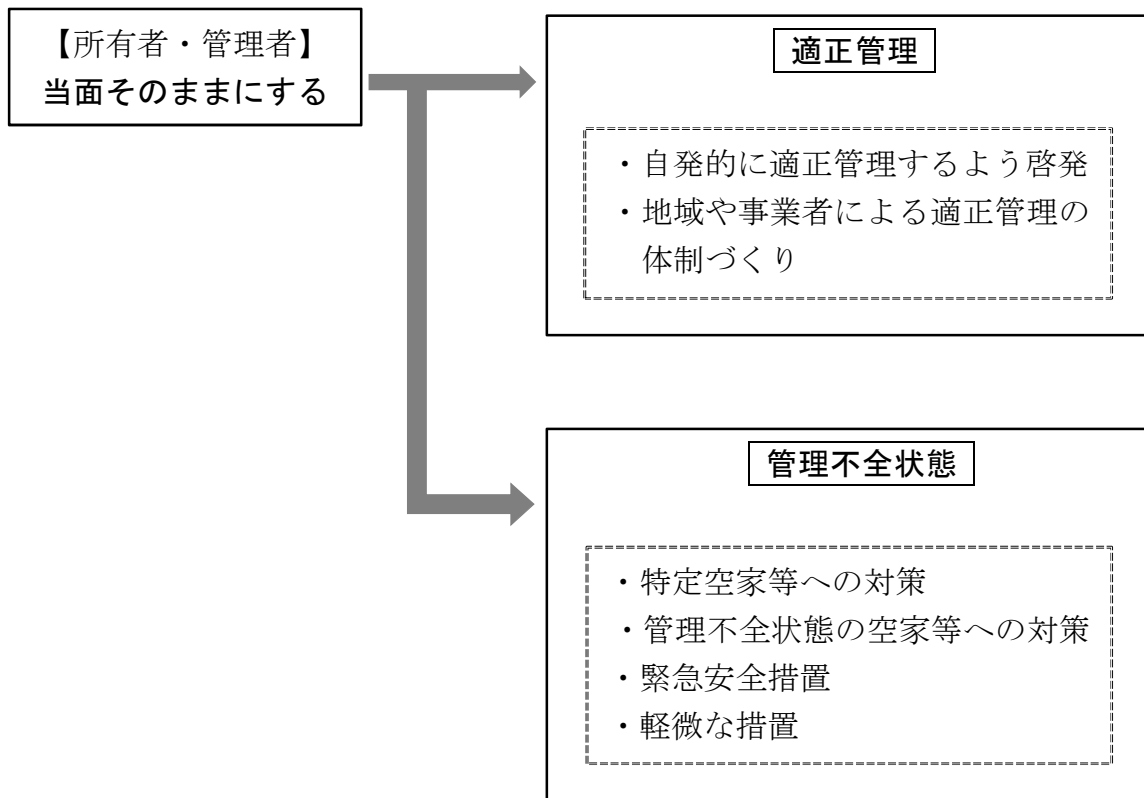 【所有者・管理者】
当面そのままにする
適正管理
・自発的に適正管理するよう啓発
・地域や事業者による適正管理の
体制づくり
管理不全状態
・特定空家等への対策
・管理不全状態の空家等への対策
・緊急安全措置
・軽微な措置